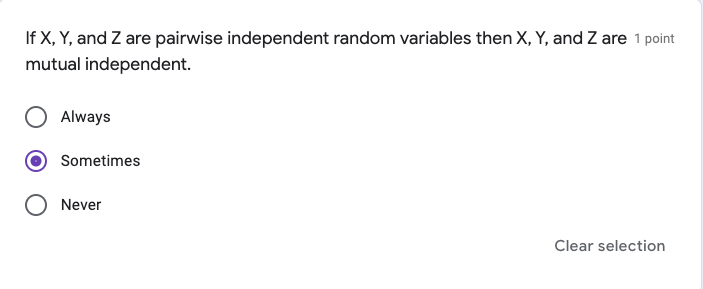 If X, Y, and Z are pairwise independent random variables then X, Y, and Z are 1 point
mutual independent.
Always
Sometimes
Never
Clear selection